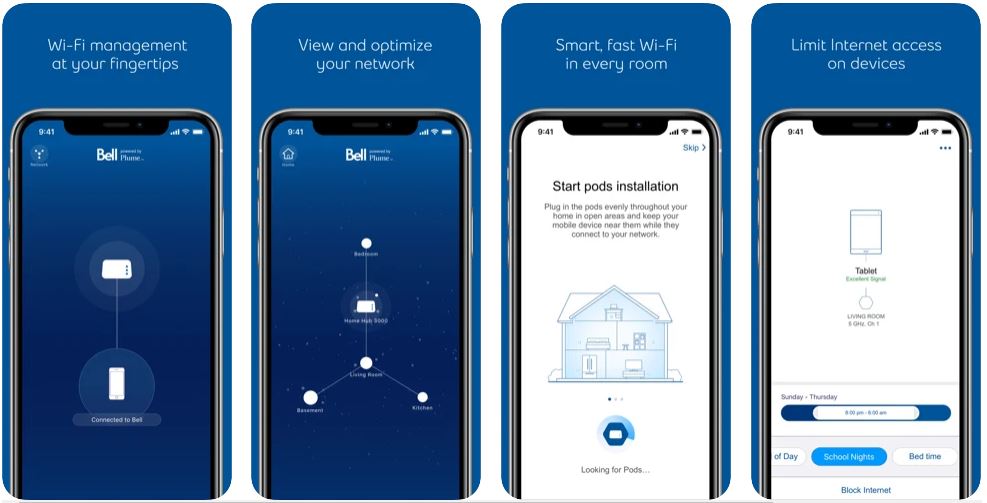 Wi-Fi management
at your fingertips
9:41
Network
Bell powered by
Plume
Connected to Bell
View and optimize
your network
9:41
Home
Bell powered by
Plume
Bedroom
Home Hub 3000
Living Room
Basement
Kitchen
Smart, fast Wi-Fi
in every room
9:41
Skip
Start pods installation
Plug in the pods evenly throughout your
home in open areas and keep your
mobile device near them while they
connect to your network.
Looking for Pods...
Limit Internet access
on devices
9:41
Tablet
Excellent Signal
LIVING ROOM
5 GHz, Ch 1
Sunday - Thursday
8:00 pm - 6:00 am
of Day
School Nights
Bed time
Block Internet